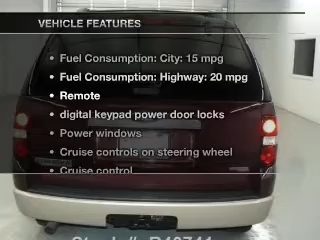 VEHICLE FEATURES
• Fuel Consumption: City: 15 mpg
• Fuel Consumption: Highway: 20 mpg
• Remote
• digital keypad power door locks
• Power windows
• Cruise controls on steering wheel
• Cruise control